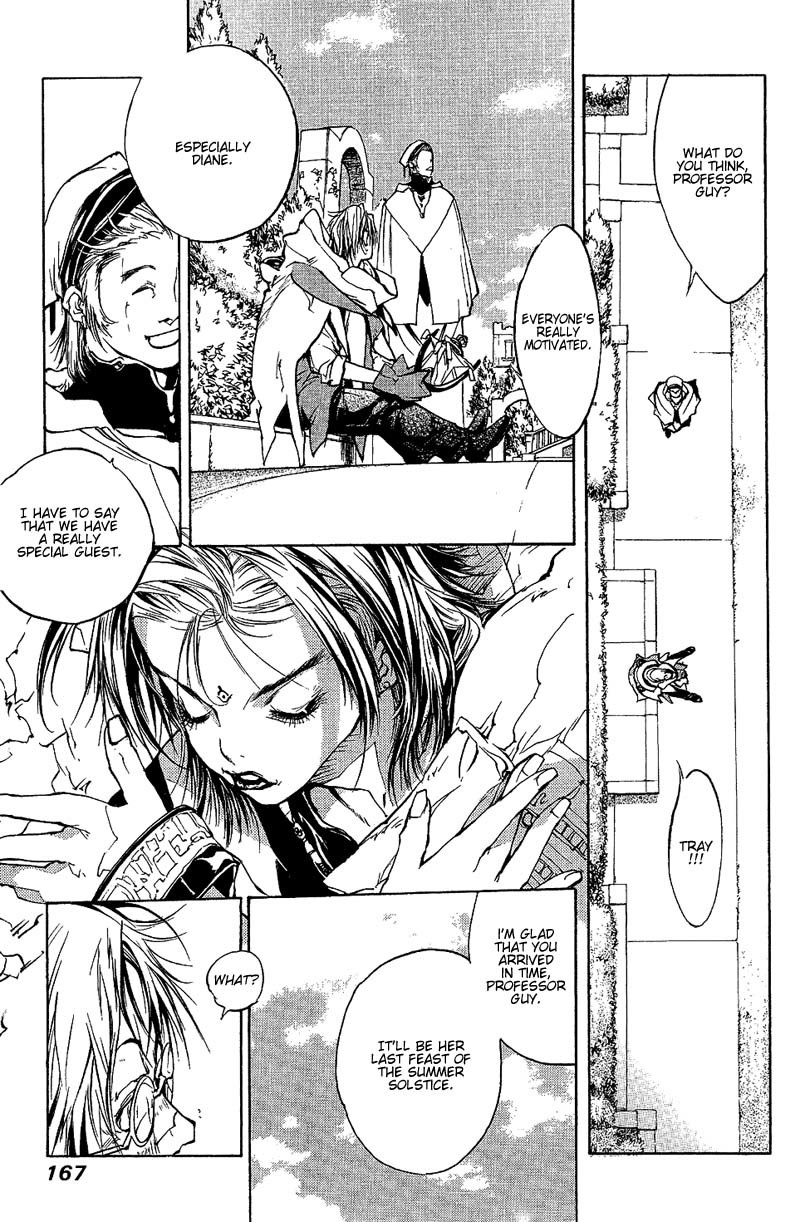 WHAT DO
YOU THINK,
PROFESSOR
GUY?
TRAY
!!!
EVERYONE'S
REALLY
MOTIVATED.
ESPECIALLY
DIANE.
I HAVE TO SAY
THAT WE HAVE
A REALLY
SPECIAL GUEST.
I'M GLAD
THAT YOU
ARRIVED
IN TIME,
PROFESSOR
GUY.
IT'LL BE HER
LAST FEAST OF
THE SUMMER
SOLSTICE.
WHAT?
167